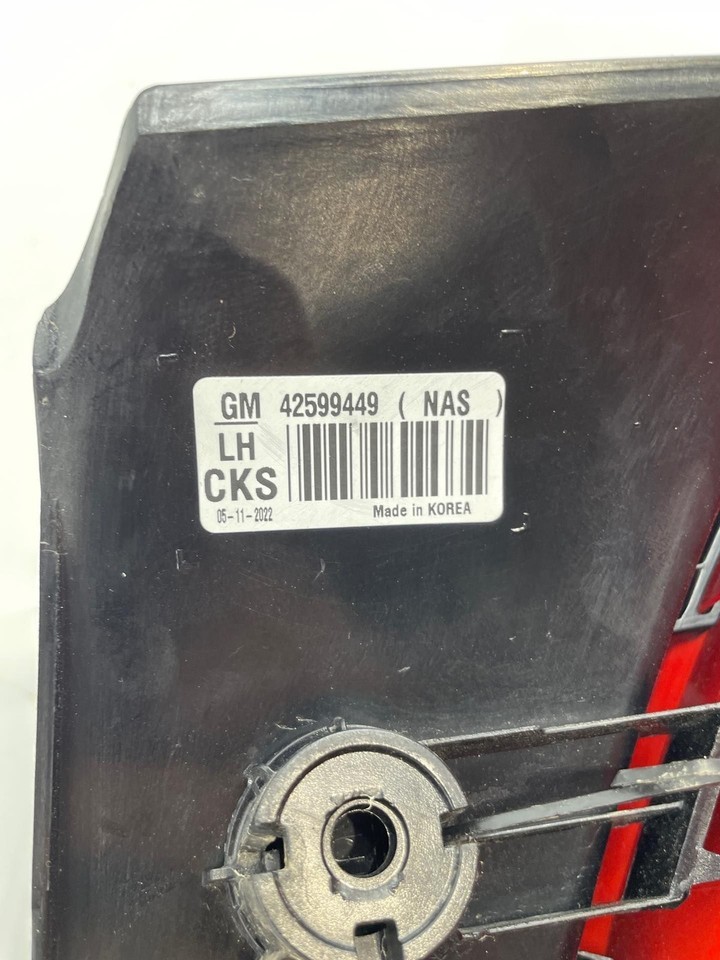 GM 42599449 ( NAS )
LH
CKS
05-11-2022 Made in KOREA